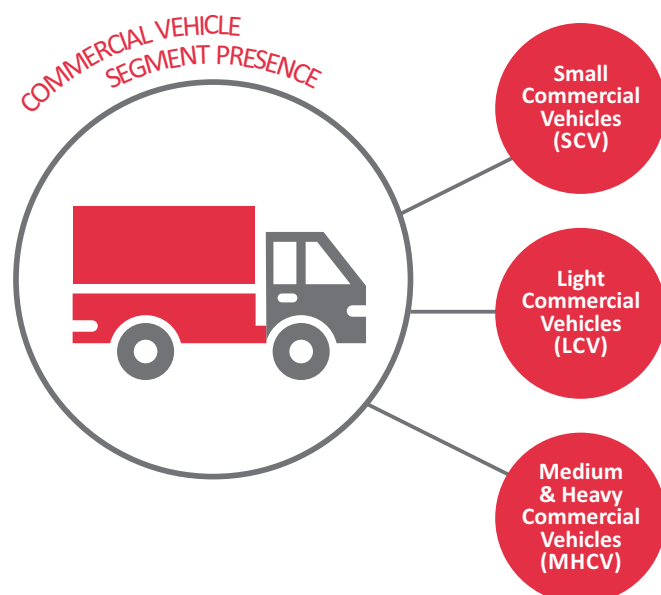 COMMERCIAL VEHICLE
SEGMENT PRESENCE
Small
Commercial
Vehicles
(SCV)
Light
Commercial
Vehicles
(LCV)
Medium
& Heavy
Commercial
Vehicles
(MHCV)